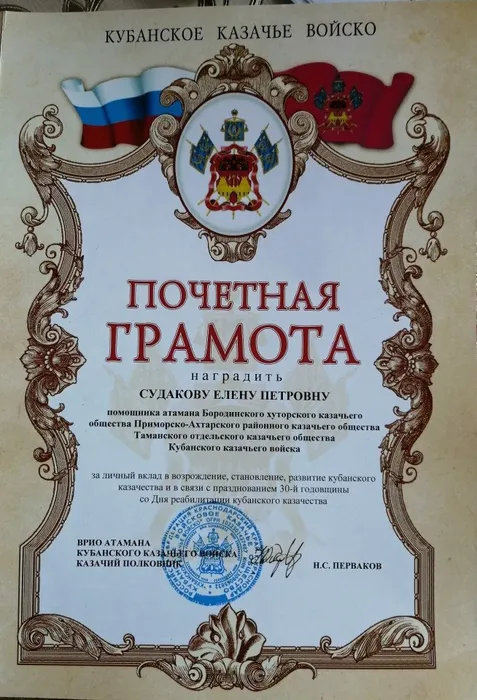 КУБАНСКОЕ КАЗАЧЬЕ ВОЙСКО
ПОЧЕТНАЯ
ГРАМОТА
наградить
СУДАКОВУ ЕЛЕНУ ПЕТРОВНУ
помощника атамана Бородинского хуторского казачьего
общества Приморско-Ахтарского районного казачьего общества
Таманского отдельского казачьего общества
Кубанского казачьего войска
за личный вклад в возрождение, становление, развитие кубанского
казачества и в связи с празднованием 30-й годовщины
со Дня реабилитации кубанского казачества
ВРИО АТАМАНА
КУБАНСКОГО КАЗАЧЬЕГО ВОЙСКА
КАЗАЧИЙ ПОЛКОВНИК
Н.С. ПЕРВАКОВ